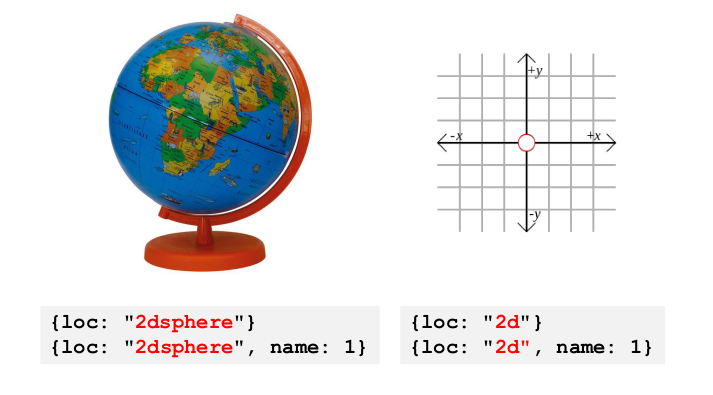 +y
-x
+x
-y
{loc: "2dsphere"}
{loc: "2dsphere", name: 1}
{loc: "2d"}
{loc: "2d", name: 1}